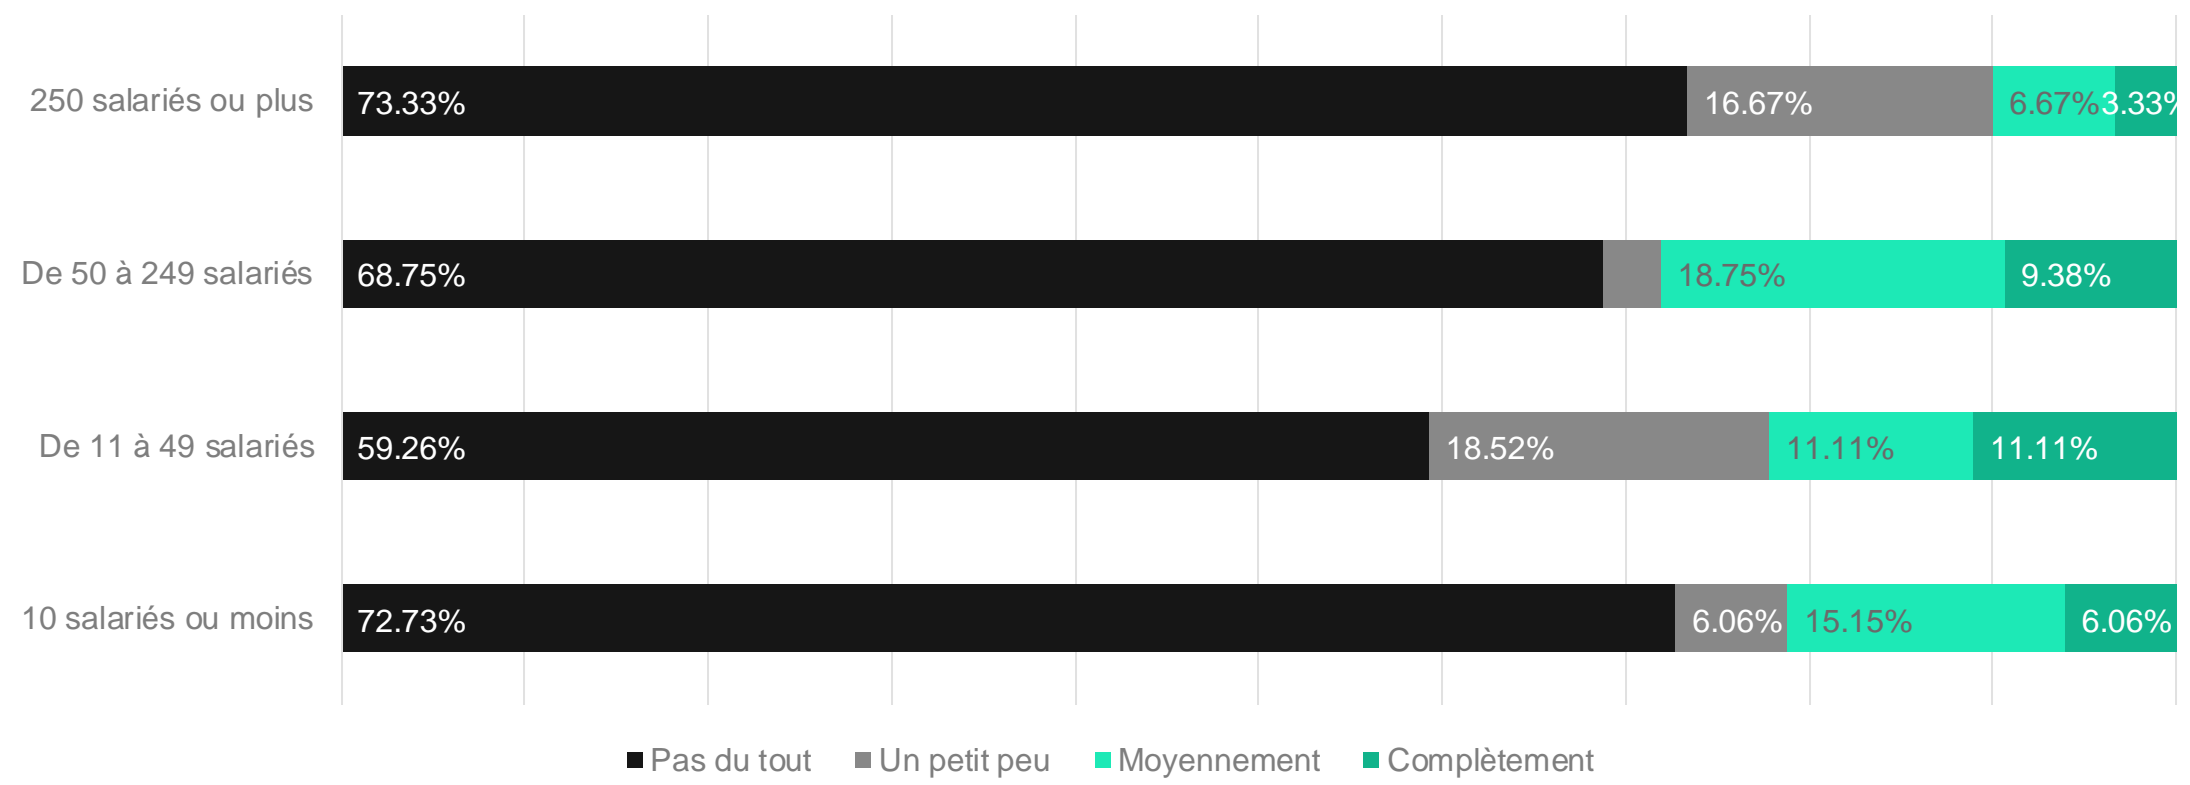 250 salariés ou plus 73.33% 16.67% 6.67% 3.33%
De 50 à 249 salariés 68.75% 18.75% 9.38%
De 11 à 49 salariés 59.26% 18.52% 11.11% 11.11%
10 salariés ou moins 72.73% 6.06% 15.15% 6.06%
Pas du tout Un petit peu Moyennement Complètement